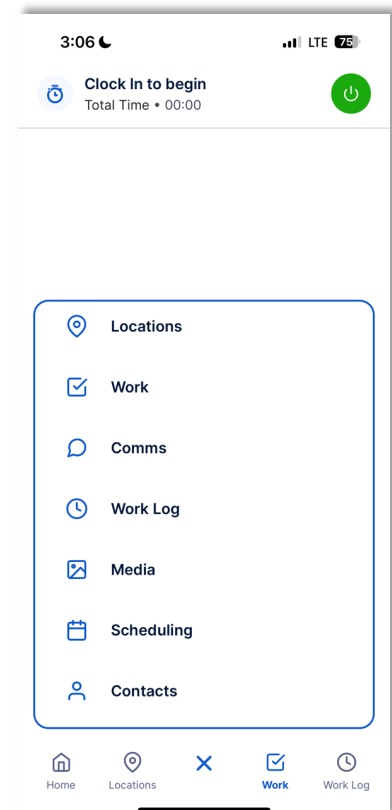 3:06
LTE 75
Clock In to begin
Total Time • 00:00
Locations
Work
Comms
Work Log
Media
Scheduling
Contacts
Home Locations Work Work Log